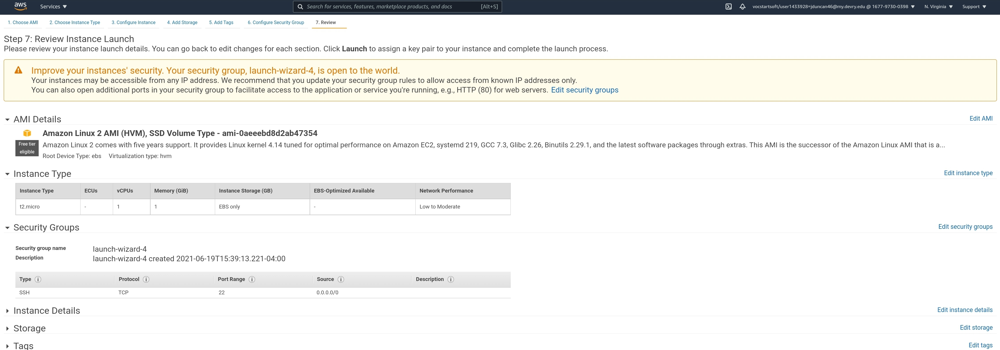 aws Services Search for services, features, marketplace products, and docs [Alt+S] vocstartsoft/user1433928=jduncan46@my.devry.edu @ 1677-9730-0398 N. Virginia Support
1. Choose AMI 2. Choose Instance Type 3. Configure Instance 4. Add Storage 5. Add Tags 6. Configure Security Group 7. Review
Step 7: Review Instance Launch
Please review your instance launch details. You can go back to edit changes for each section. Click Launch to assign a key pair to your instance and complete the launch process.
Improve your instances' security. Your security group, launch-wizard-4, is open to the world.
Your instances may be accessible from any IP address. We recommend that you update your security group rules to allow access from known IP addresses only.
You can also open additional ports in your security group to facilitate access to the application or service you're running, e.g., HTTP (80) for web servers. Edit security groups
AMI Details Edit AMI
Amazon Linux 2 AMI (HVM), SSD Volume Type - ami-0aeeebd8d2ab47354
Free tier eligible
Amazon Linux 2 comes with five years support. It provides Linux kernel 4.14 tuned for optimal performance on Amazon EC2, systemd 219, GCC 7.3, Glibc 2.26, Binutils 2.29.1, and the latest software packages through extras. This AMI is the successor of the Amazon Linux AMI that is a...
Root Device Type: ebs Virtualization type: hvm
Instance Type Edit instance type
Instance Type ECUs vCPUs Memory (GiB) Instance Storage (GB) EBS-Optimized Available Network Performance
t2.micro - 1 1 EBS only - Low to Moderate
Security Groups Edit security groups
Security group name launch-wizard-4
Description launch-wizard-4 created 2021-06-19T15:39:13.221-04:00
Type Protocol Port Range Source Description
SSH TCP 22 0.0.0.0/0
Instance Details Edit instance details
Storage Edit storage
Tags Edit tags